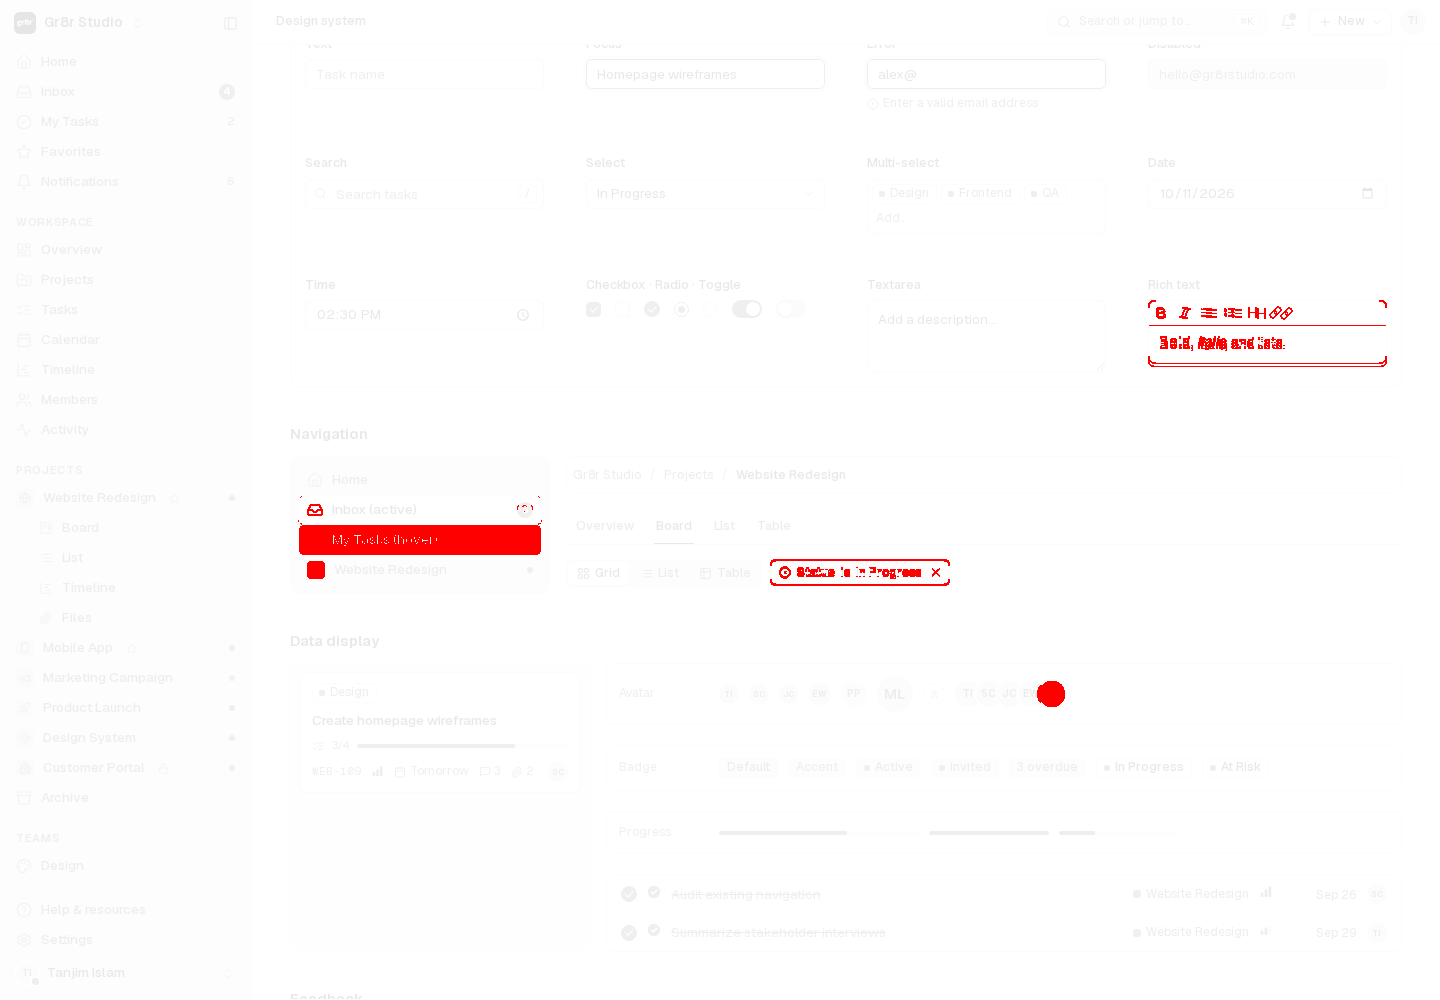 Gr8r Studio
Design system
Search or jump to...
⌘K
New
TI
Home
Inbox
4
My Tasks
2
Favorites
Notifications
6
WORKSPACE
Overview
Projects
Tasks
Calendar
Timeline
Members
Activity
PROJECTS
Website Redesign
Board
List
Timeline
Files
Mobile App
Marketing Campaign
Product Launch
Design System
Customer Portal
Archive
TEAMS
Design
Help & resources
Settings
TI
Tanjim Islam
Text
Focus
Error
Disabled
Task name
Homepage wireframes
alex@
hello@gr8rstudio.com
Enter a valid email address
Search
Select
Multi-select
Date
Search tasks
/
In Progress
Design
Frontend
QA
Add..
10/11/2026
Time
Checkbox · Radio · Toggle
Textarea
Rich text
02:30 PM
Add a description...
B I H
Navigation
Home
Inbox (active)
My Tasks (hover)
Website Redesign
Gr8r Studio / Projects / Website Redesign
Overview
Board
List
Table
Grid
List
Table
Status is In Progress
Data display
Design
Create homepage wireframes
3/4
WEB-109
Tomorrow
3
2
SC
Avatar
TI
SC
JC
EW
PP
ML
TI
SC
JC
Badge
Default
Accent
Active
Invited
3 overdue
In Progress
At Risk
Progress
Audit existing navigation
Website Redesign
Sep 26
SC
Summarize stakeholder interviews
Website Redesign
Sep 29
TI
Feedback